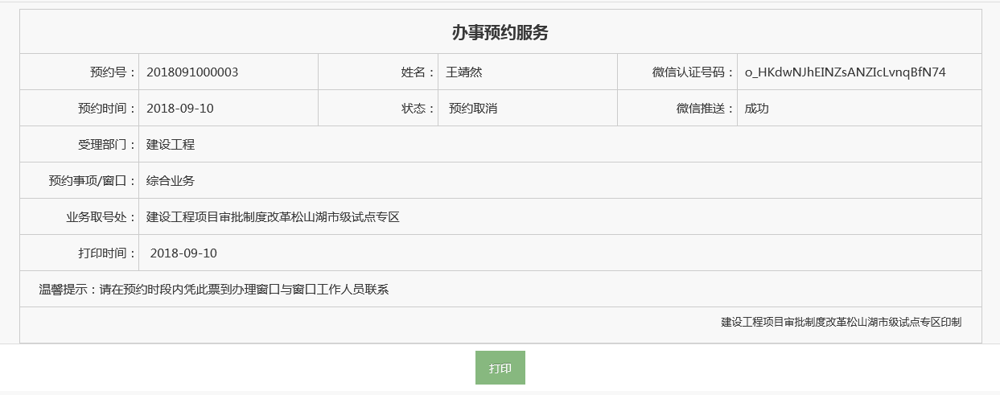 办事预约服务
预约号： 2018091000003 姓名： 王靖然 微信认证号码： o_HKdwNJhEINZsANZIcLvnqBfN74
预约时间： 2018-09-10 状态： 预约取消 微信推送： 成功
受理部门： 建设工程
预约事项/窗口： 综合业务
业务取号处： 建设工程项目审批制度改革松山湖市级试点专区
打印时间： 2018-09-10
温馨提示：请在预约时段内凭此票到办理窗口与窗口工作人员联系
建设工程项目审批制度改革松山湖市级试点专区印制
打印